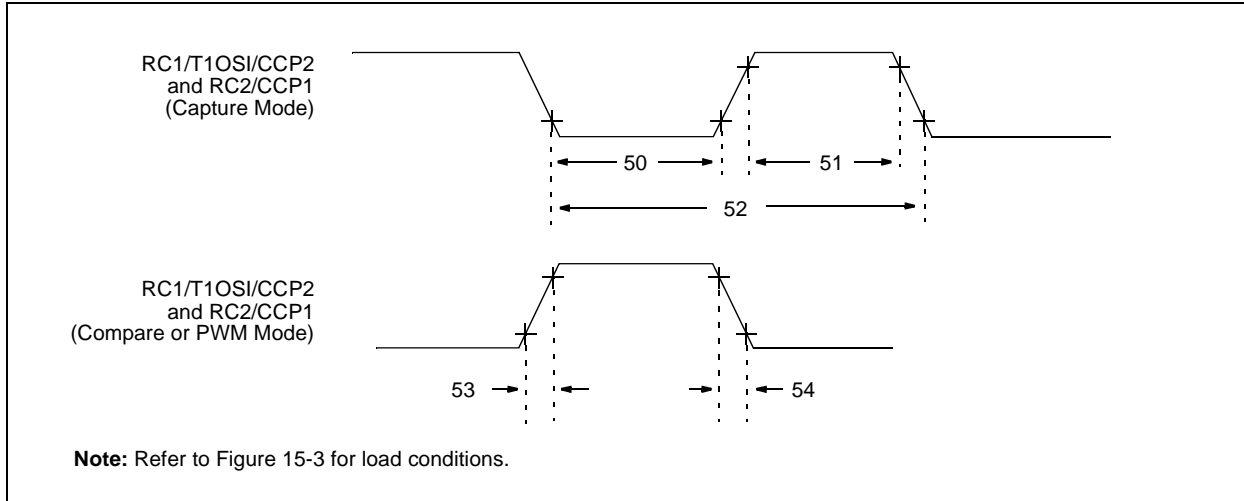 RC1/T1OSI/CCP2
and RC2/CCP1
(Capture Mode)
50
51
52
RC1/T1OSI/CCP2
and RC2/CCP1
(Compare or PWM Mode)
53
54
Note: Refer to Figure 15-3 for load conditions.